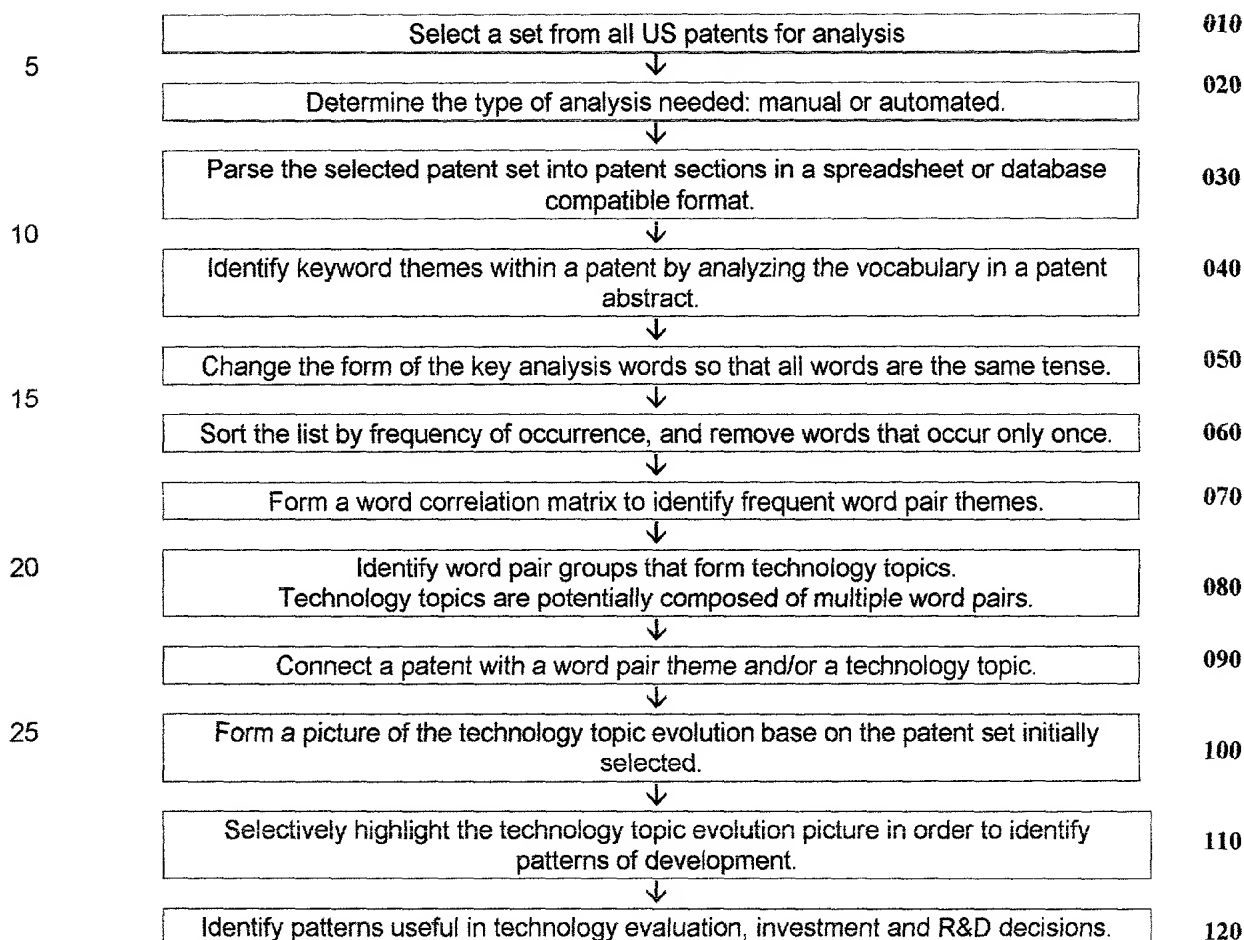 Select a set from all US patents for analysis 010
5
Determine the type of analysis needed: manual or automated. 020
Parse the selected patent set into patent sections in a spreadsheet or database 030
compatible format.
10
Identify keyword themes within a patent by analyzing the vocabulary in a patent 040
abstract.
Change the form of the key analysis words so that all words are the same tense. 050
15
Sort the list by frequency of occurrence, and remove words that occur only once. 060
Form a word correlation matrix to identify frequent word pair themes. 070
20
Identify word pair groups that form technology topics.
Technology topics are potentially composed of multiple word pairs. 080
Connect a patent with a word pair theme and/or a technology topic. 090
25
Form a picture of the technology topic evolution base on the patent set initially 100
selected.
Selectively highlight the technology topic evolution picture in order to identify 110
patterns of development.
Identify patterns useful in technology evaluation, investment and R&D decisions. 120